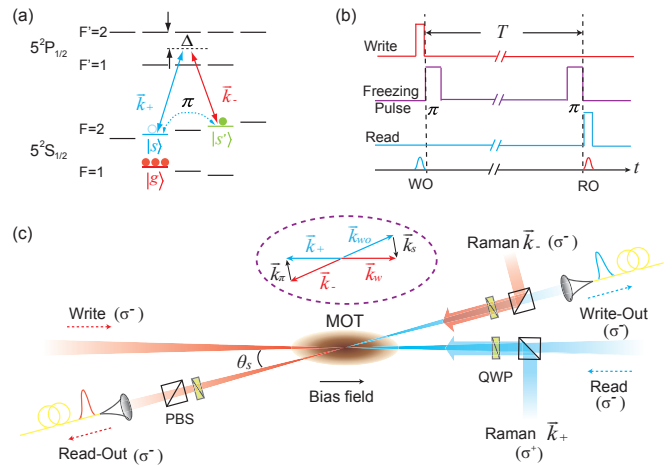 (a)
F'=2
5²P₁/₂
Δ
F'=1
k⃗₊
π
k⃗₋
F=2
|s⟩
|s'⟩
5²S₁/₂
F=1
|g⟩
(b)
Write
T
Freezing
Pulse
π
π
Read
WO
RO
t
(c)
k⃗₊
k⃗wo
k⃗s
k⃗π
k⃗₋
k⃗w
Raman k⃗₋ (σ⁻)
MOT
Write (σ⁻)
Write-Out
(σ⁻)
θs
QWP
Read
(σ⁻)
Bias field
PBS
Read-Out (σ⁻)
Raman k⃗₊
(σ⁺)